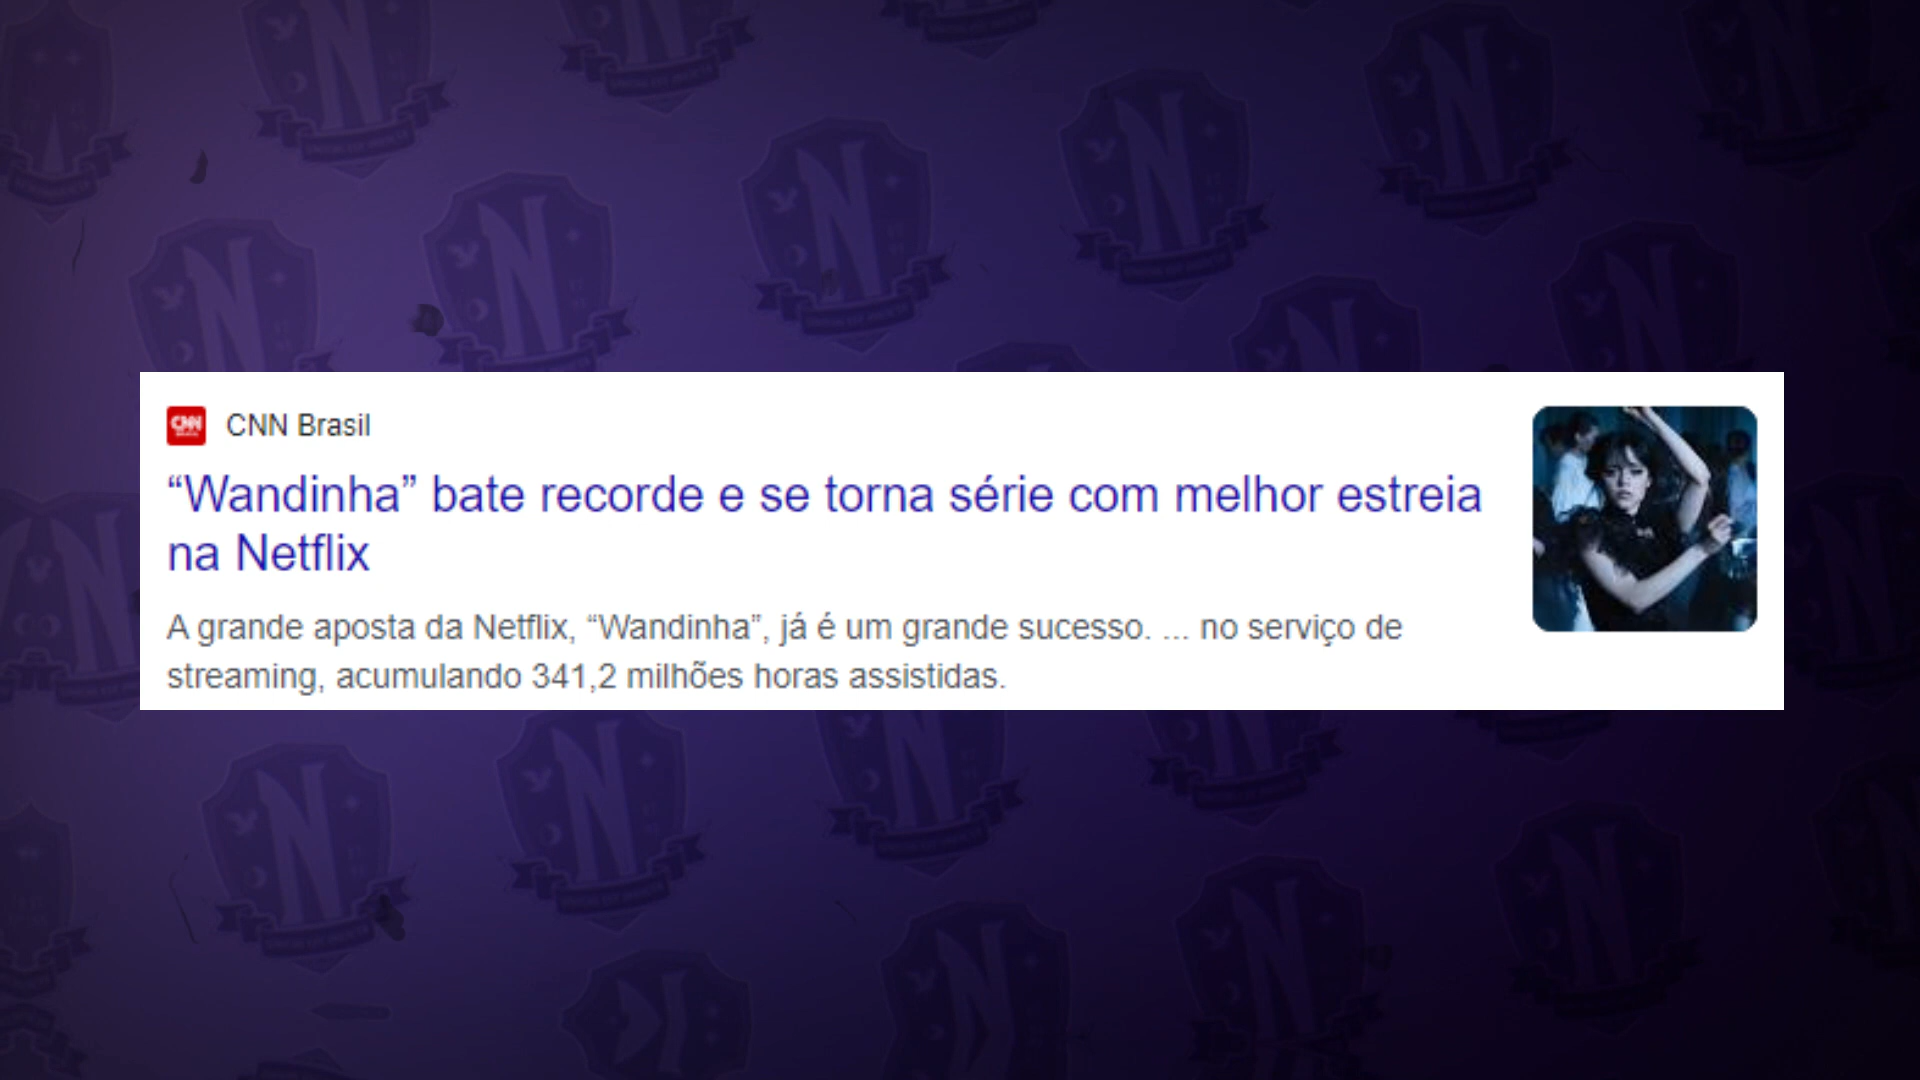 CNN Brasil
“Wandinha” bate recorde e se torna série com melhor estreia
na Netflix
A grande aposta da Netflix, “Wandinha”, já é um grande sucesso. ... no serviço de
streaming, acumulando 341,2 milhões horas assistidas.